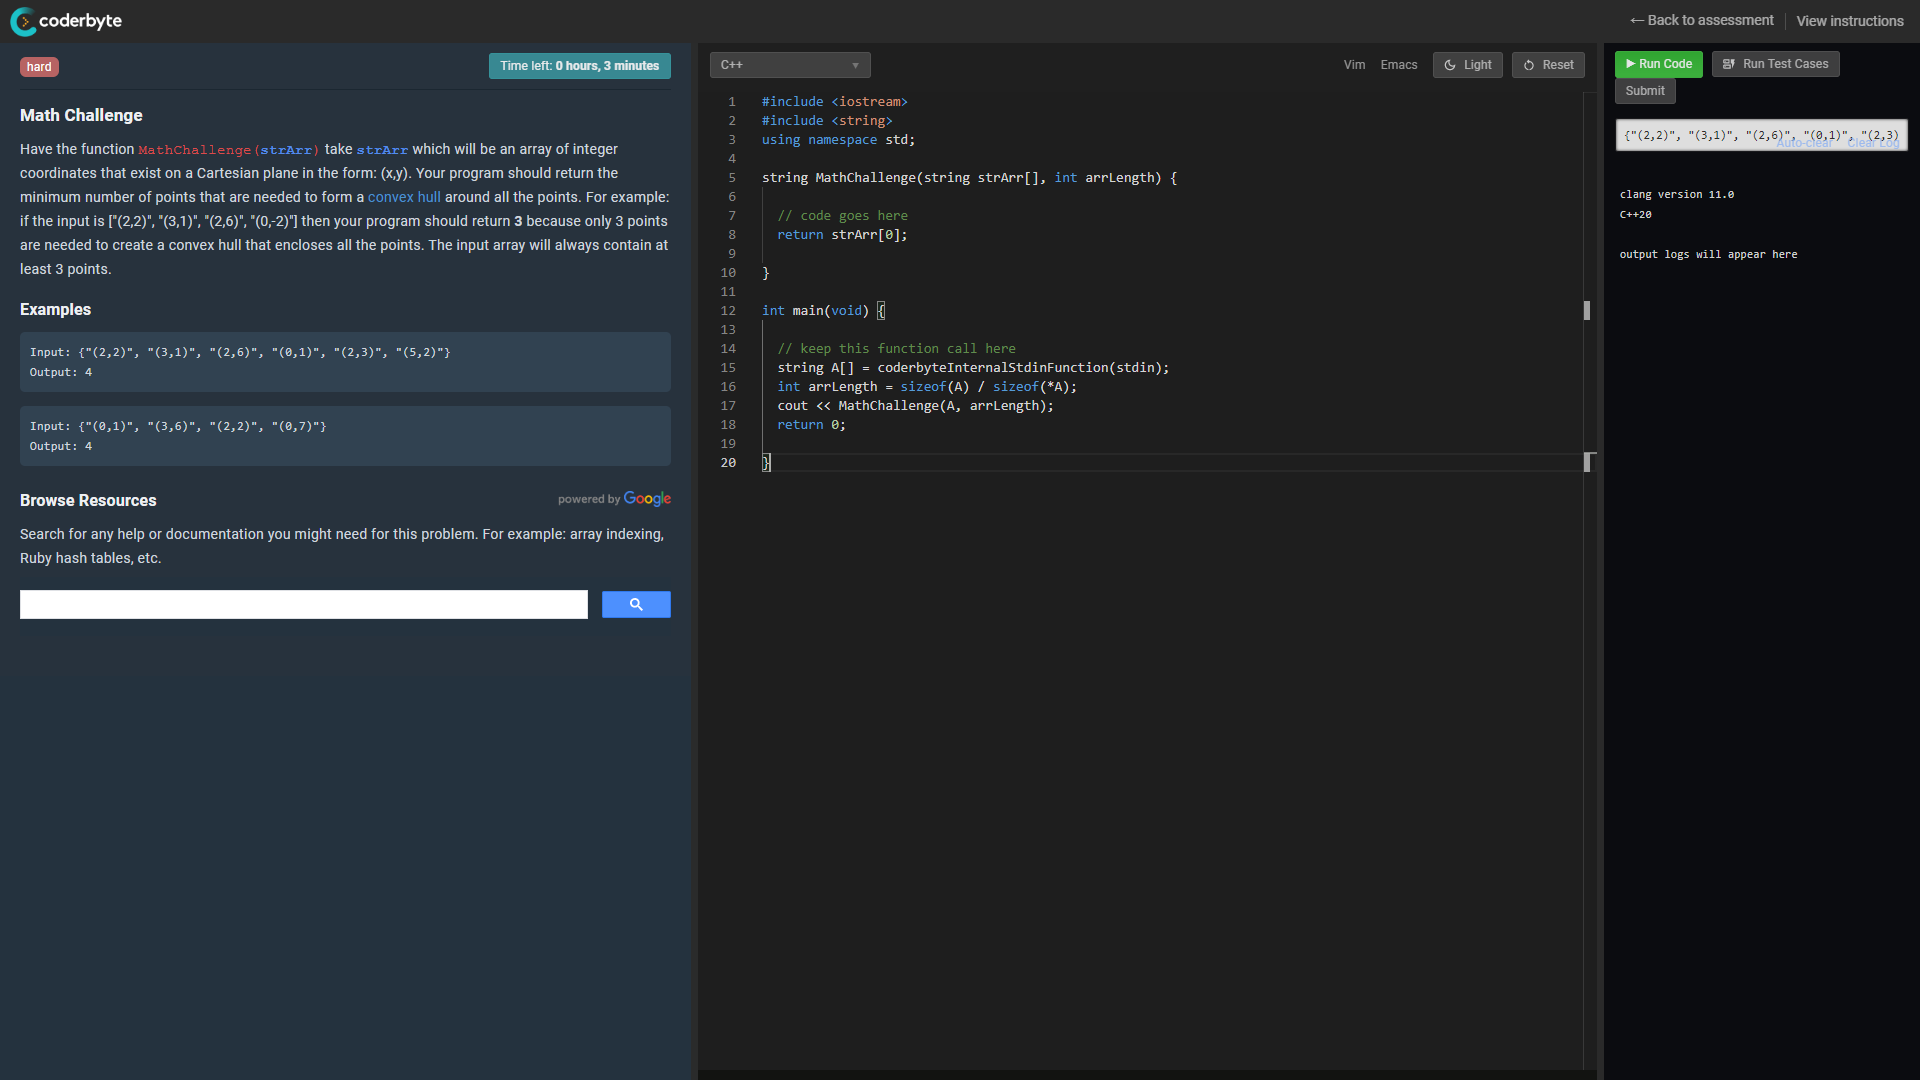 coderbyte
← Back to assessment
View instructions
hard
Time left: 0 hours, 3 minutes
Math Challenge
Have the function MathChallenge(strArr) take strArr which will be an array of integer
coordinates that exist on a Cartesian plane in the form: (x,y). Your program should return the
minimum number of points that are needed to form a convex hull around all the points. For example:
if the input is ["(2,2)", "(3,1)", "(2,6)", "(0,-2)"] then your program should return 3 because only 3 points
are needed to create a convex hull that encloses all the points. The input array will always contain at
least 3 points.
Examples
Input: {"(2,2)", "(3,1)", "(2,6)", "(0,1)", "(2,3)", "(5,2)"}
Output: 4
Input: {"(0,1)", "(3,6)", "(2,2)", "(0,7)"}
Output: 4
Browse Resources
powered by Google
Search for any help or documentation you might need for this problem. For example: array indexing,
Ruby hash tables, etc.
C++
Vim
Emacs
Light
Reset
1 #include <iostream>
2 #include <string>
3 using namespace std;
4
5 string MathChallenge(string strArr[], int arrLength) {
6
7 // code goes here
8 return strArr[0];
9
10 }
11
12 int main(void) {
13
14 // keep this function call here
15 string A[] = coderbyteInternalStdinFunction(stdin);
16 int arrLength = sizeof(A) / sizeof(*A);
17 cout << MathChallenge(A, arrLength);
18 return 0;
19
20 }
Run Code
Run Test Cases
Submit
{"(2,2)", "(3,1)", "(2,6)", "(0,1)", "(2,3)
Auto-clear
Clear Log
clang version 11.0
C++20
output logs will appear here